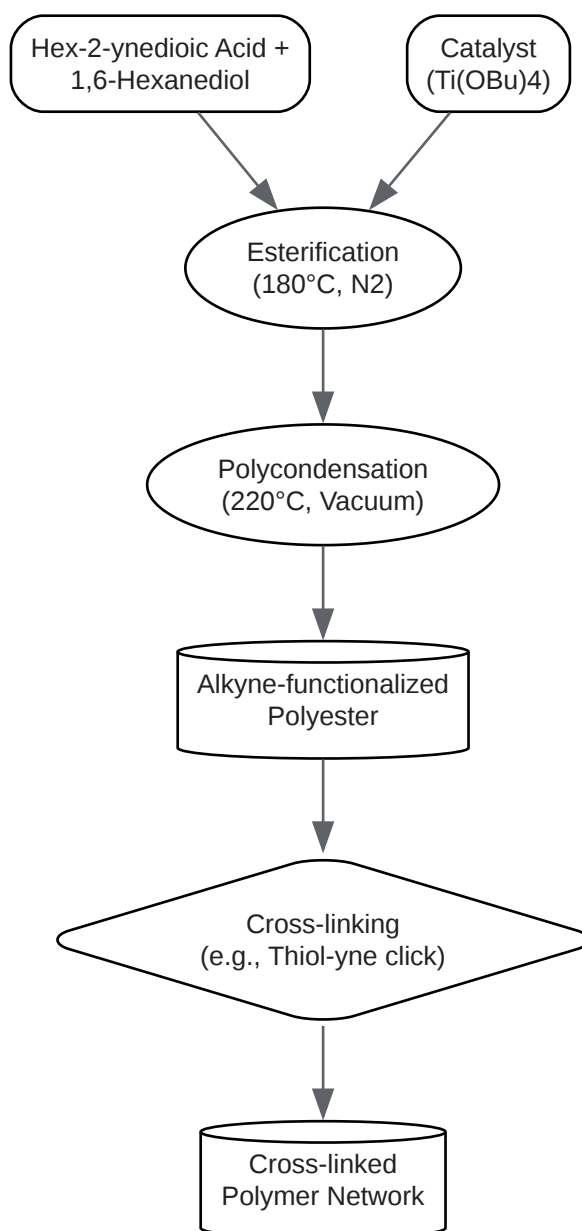 Hex-2-ynedioic Acid +
1,6-Hexanediol
Catalyst
(Ti(OBu)4)
Esterification
(180°C, N2)
Polycondensation
(220°C, Vacuum)
Alkyne-functionalized
Polyester
Cross-linking
(e.g., Thiol-yne click)
Cross-linked
Polymer Network